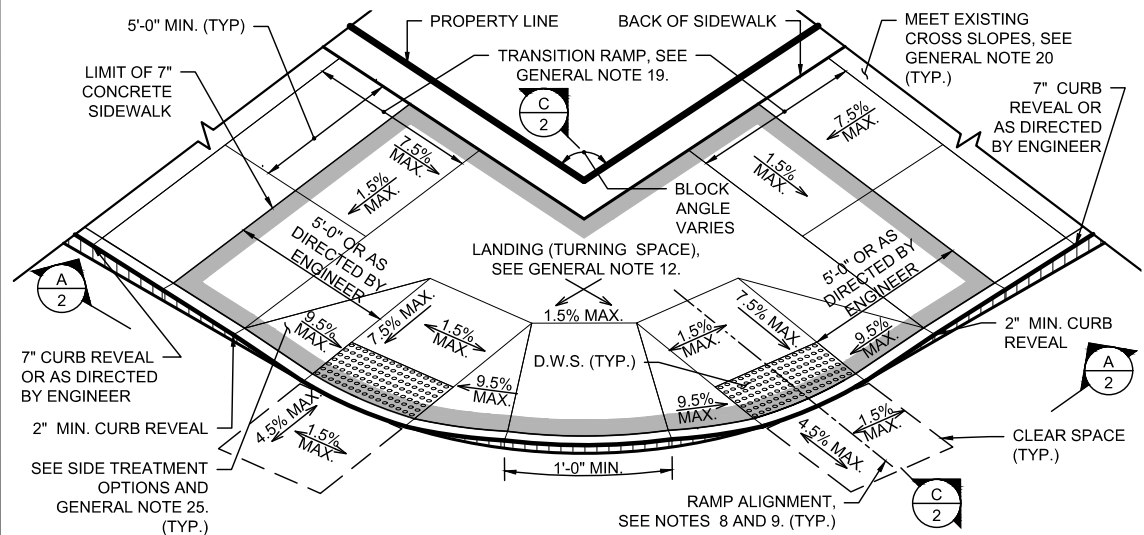 5'-0" MIN. (TYP)
PROPERTY LINE
BACK OF SIDEWALK
MEET EXISTING
CROSS SLOPES, SEE
GENERAL NOTE 20
(TYP.)
LIMIT OF 7"
CONCRETE
SIDEWALK
TRANSITION RAMP, SEE
GENERAL NOTE 19.
7" CURB
REVEAL OR
AS DIRECTED
BY ENGINEER
C
2
7.5%
MAX.
1.5%
MAX.
7.5%
MAX.
1.5%
MAX.
BLOCK
ANGLE
VARIES
5'-0" OR AS
DIRECTED BY
ENGINEER
LANDING (TURNING SPACE),
SEE GENERAL NOTE 12.
1.5% MAX.
5'-0" OR AS
DIRECTED BY
ENGINEER
A
2
9.5%
MAX.
7.5% MAX.
1.5%
MAX.
D.W.S. (TYP.)
1.5%
MAX.
7.5% MAX.
9.5%
MAX.
2" MIN. CURB
REVEAL
7" CURB REVEAL
OR AS DIRECTED
BY ENGINEER
A
2
9.5%
MAX.
9.5%
MAX.
2" MIN. CURB REVEAL
4.5% MAX.
1.5%
MAX.
1.5%
MAX.
4.5% MAX.
CLEAR SPACE
(TYP.)
SEE SIDE TREATMENT
OPTIONS AND
GENERAL NOTE 25.
(TYP.)
1'-0" MIN.
RAMP ALIGNMENT,
SEE NOTES 8 AND 9. (TYP.)
C
2